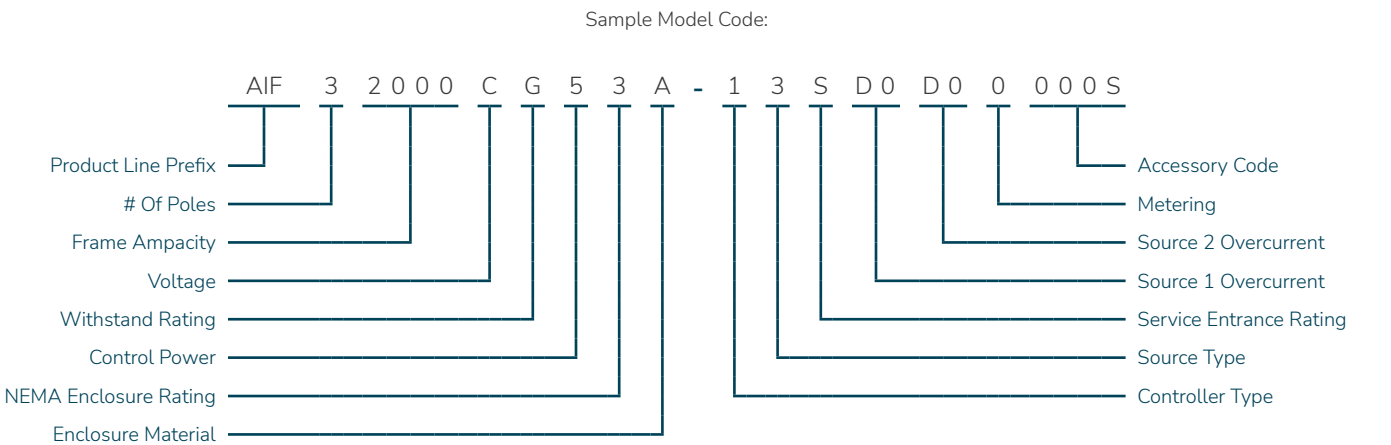 Sample Model Code:
AIF 3 2000 C G 5 3 A - 1 3 S D0 D0 0 000S
Product Line Prefix
# Of Poles
Frame Ampacity
Voltage
Withstand Rating
Control Power
NEMA Enclosure Rating
Enclosure Material
Accessory Code
Metering
Source 2 Overcurrent
Source 1 Overcurrent
Service Entrance Rating
Source Type
Controller Type